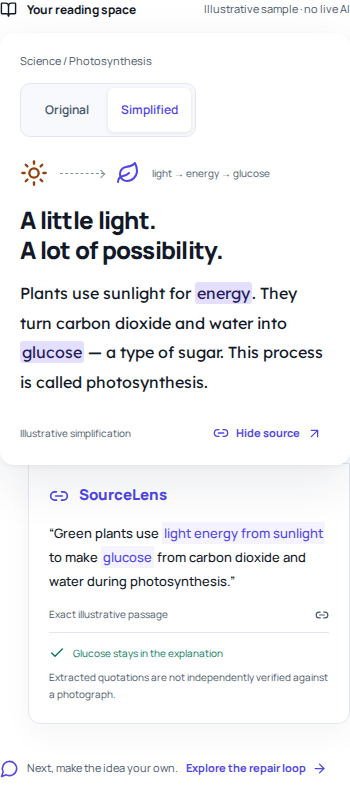 Your reading space
Illustrative sample · no live AI
Science / Photosynthesis
Original
Simplified
light → energy → glucose
A little light.
A lot of possibility.
Plants use sunlight for energy. They
turn carbon dioxide and water into
glucose — a type of sugar. This process
is called photosynthesis.
Illustrative simplification
Hide source
SourceLens
“Green plants use light energy from sunlight
to make glucose from carbon dioxide and
water during photosynthesis.”
Exact illustrative passage
Glucose stays in the explanation
Extracted quotations are not independently verified against
a photograph.
Next, make the idea your own.
Explore the repair loop →